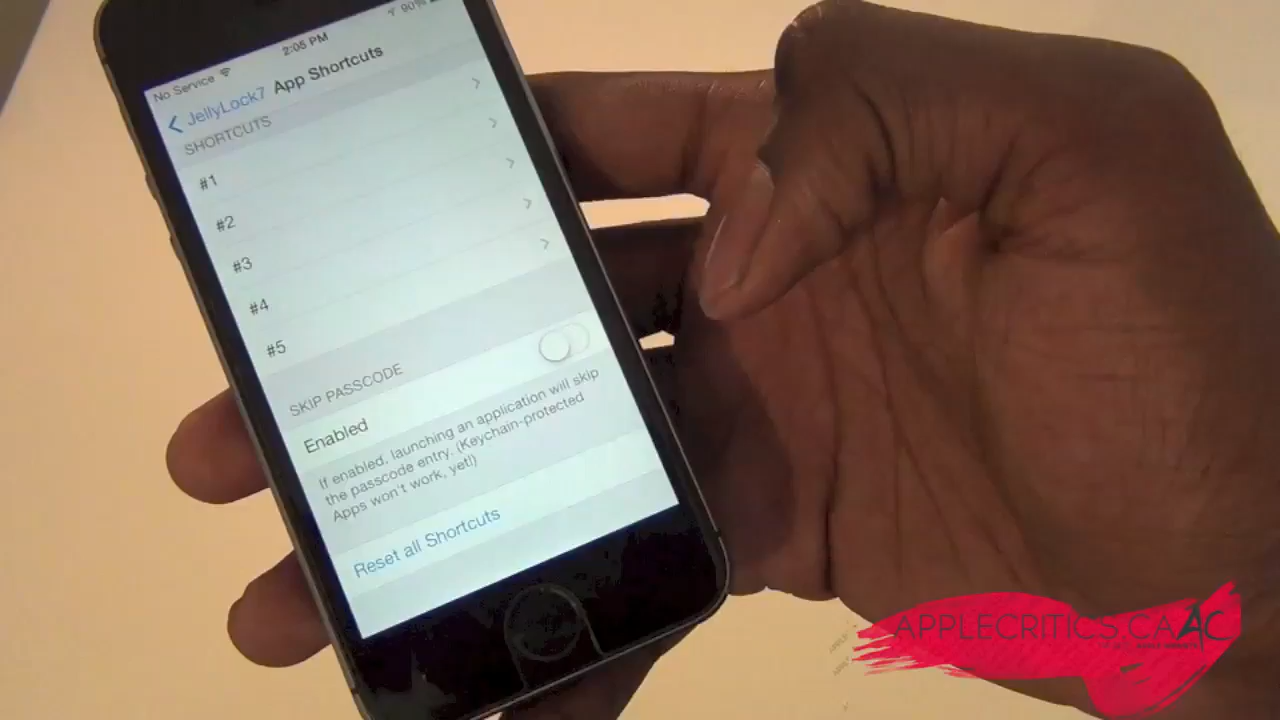 No Service 2:05 PM 90%
JellyLock7 App Shortcuts
SHORTCUTS
#1
#2
#3
#4
#5
SKIP PASSCODE
Enabled
If enabled, launching an application will skip
the passcode entry. (Keychain-protected
Apps won't work, yet!)
Reset all Shortcuts
APPLECRITICS.CA AC